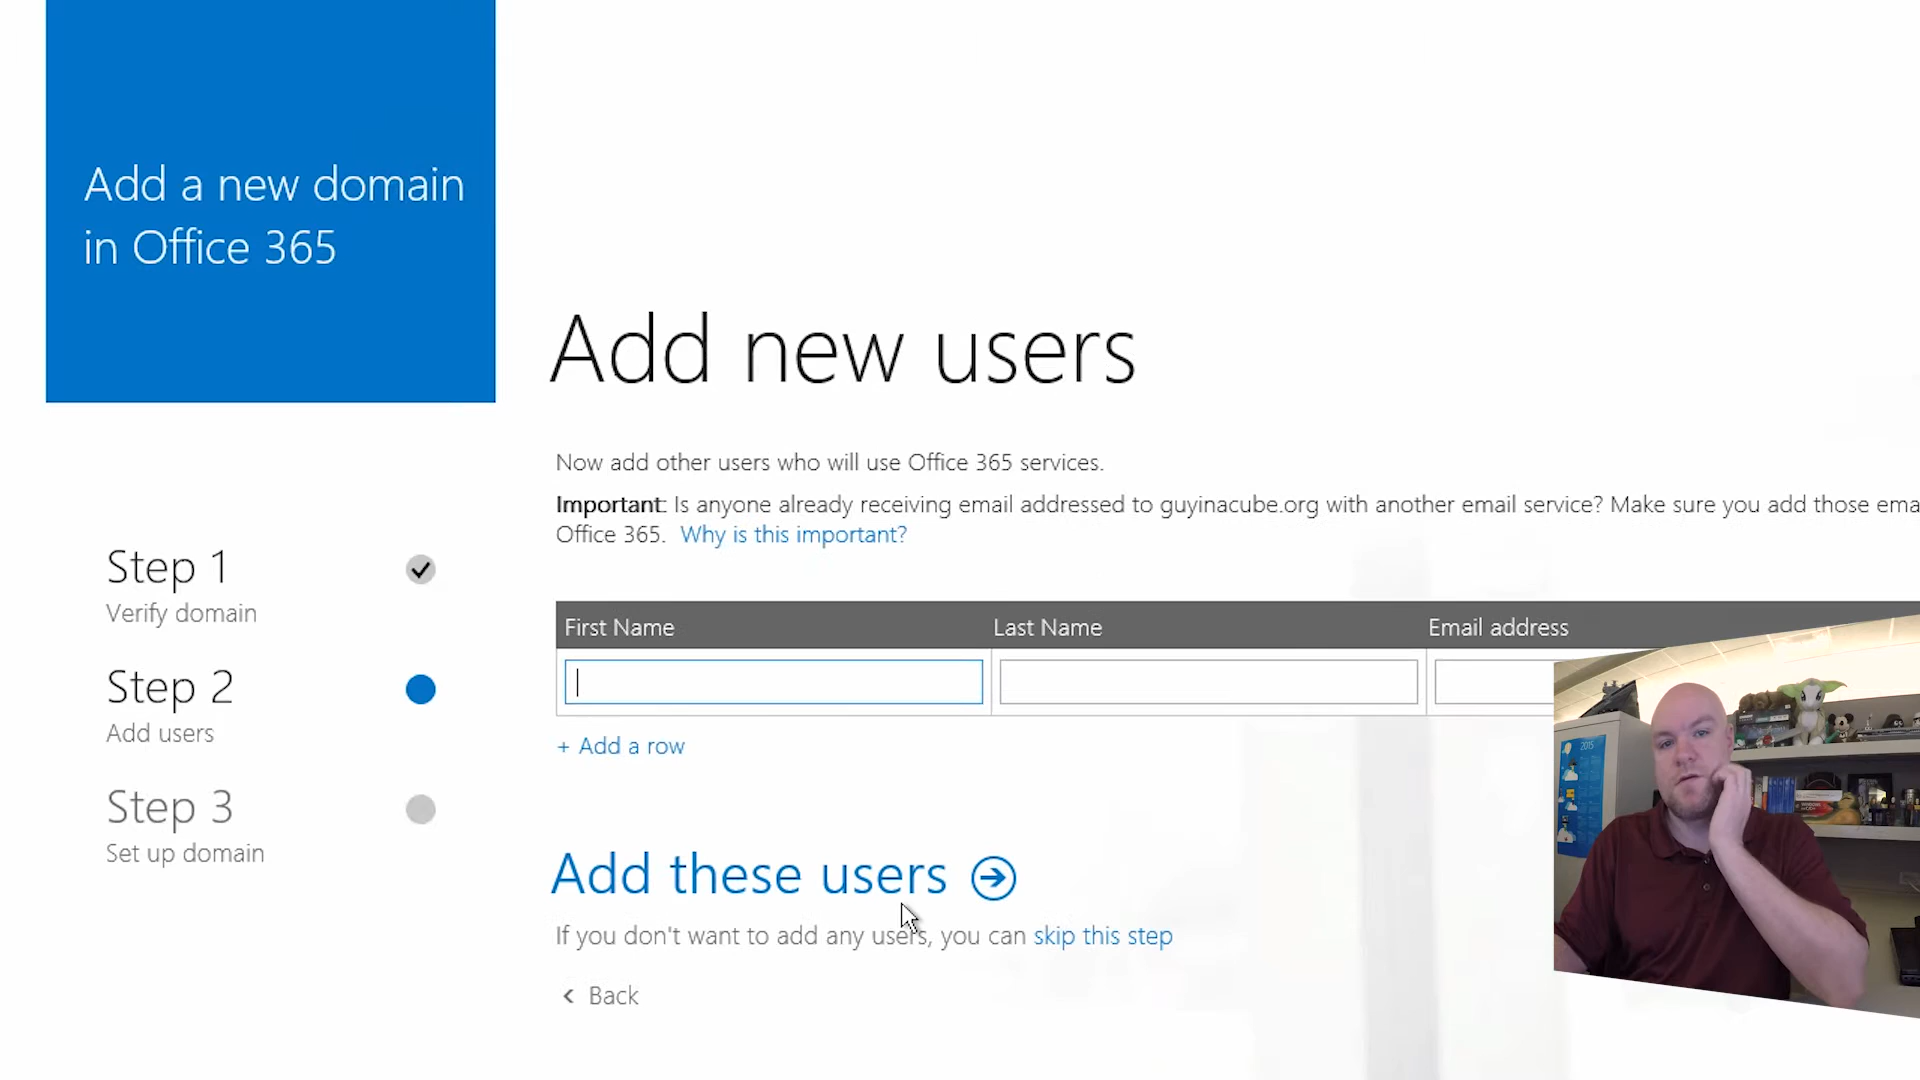 Add a new domain
in Office 365
Add new users
Now add other users who will use Office 365 services.
Important: Is anyone already receiving email addressed to guyinacube.org with another email service? Make sure you add those ema
Office 365. Why is this important?
Step 1
Verify domain
Step 2
Add users
Step 3
Set up domain
First Name Last Name Email address
+ Add a row
2015
Add these users
If you don't want to add any users, you can skip this step
< Back